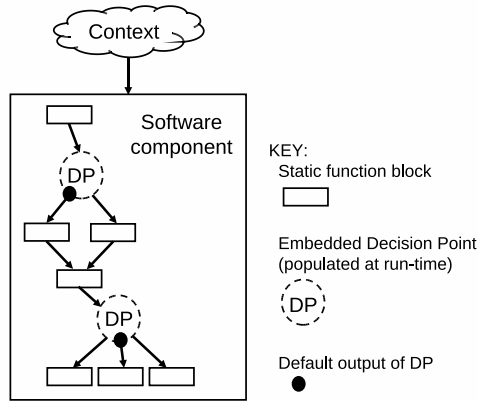 Context
Software
component
DP
DP
KEY:
Static function block
Embedded Decision Point
(populated at run-time)
DP
Default output of DP